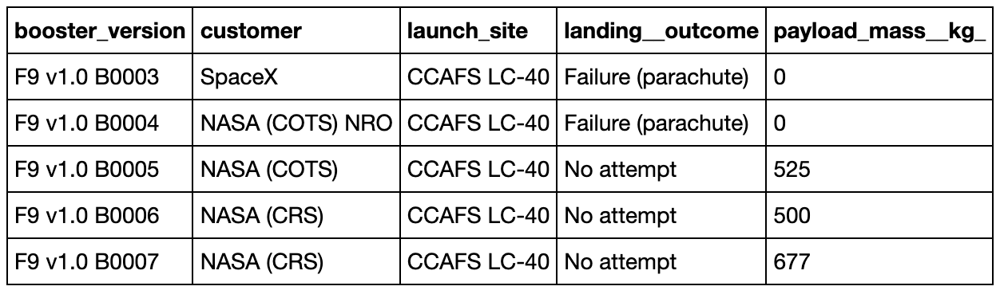 booster_version customer launch_site landing__outcome payload_mass__kg_
F9 v1.0 B0003 SpaceX CCAFS LC-40 Failure (parachute) 0
F9 v1.0 B0004 NASA (COTS) NRO CCAFS LC-40 Failure (parachute) 0
F9 v1.0 B0005 NASA (COTS) CCAFS LC-40 No attempt 525
F9 v1.0 B0006 NASA (CRS) CCAFS LC-40 No attempt 500
F9 v1.0 B0007 NASA (CRS) CCAFS LC-40 No attempt 677